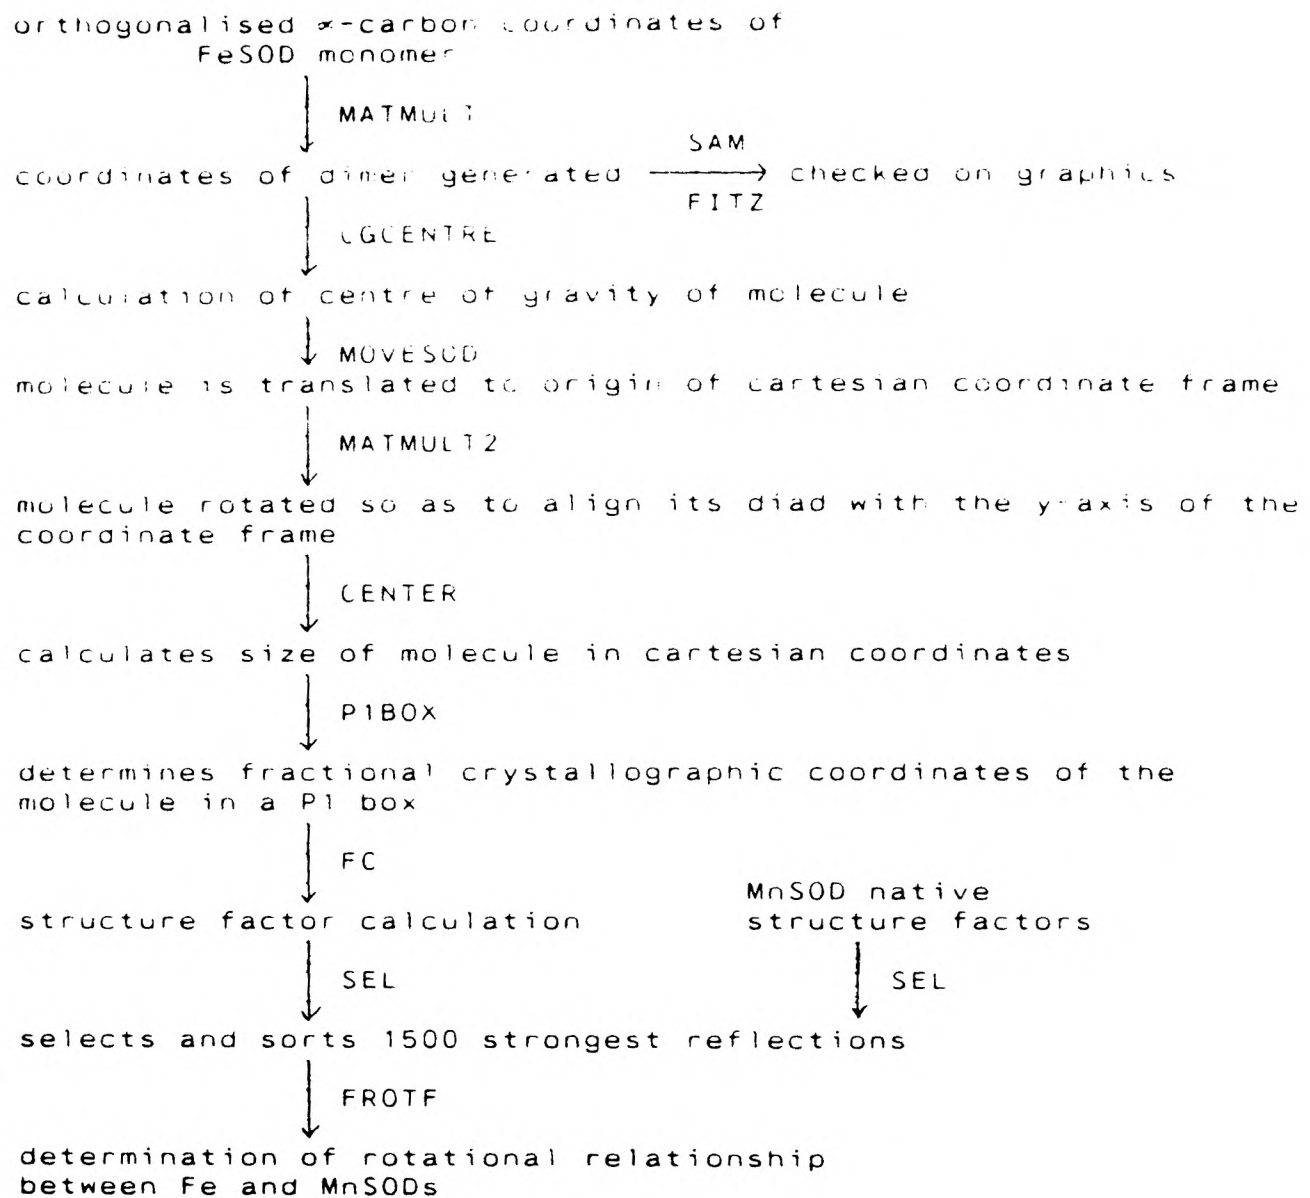 orthogonalised α-carbon coordinates of
FeSOD monomer
MATMULT
SAM
coordinates of dimer generated → checked on graphics
FITZ
CGCENTRE
calculation of centre of gravity of molecule
MOVESOD
molecule is translated to origin of cartesian coordinate frame
MATMULT2
molecule rotated so as to align its diad with the y-axis of the
coordinate frame
CENTER
calculates size of molecule in cartesian coordinates
P1BOX
determines fractional crystallographic coordinates of the
molecule in a P1 box
FC
MnSOD native
structure factor calculation structure factors
SEL SEL
selects and sorts 1500 strongest reflections
FROTF
determination of rotational relationship
between Fe and MnSODs